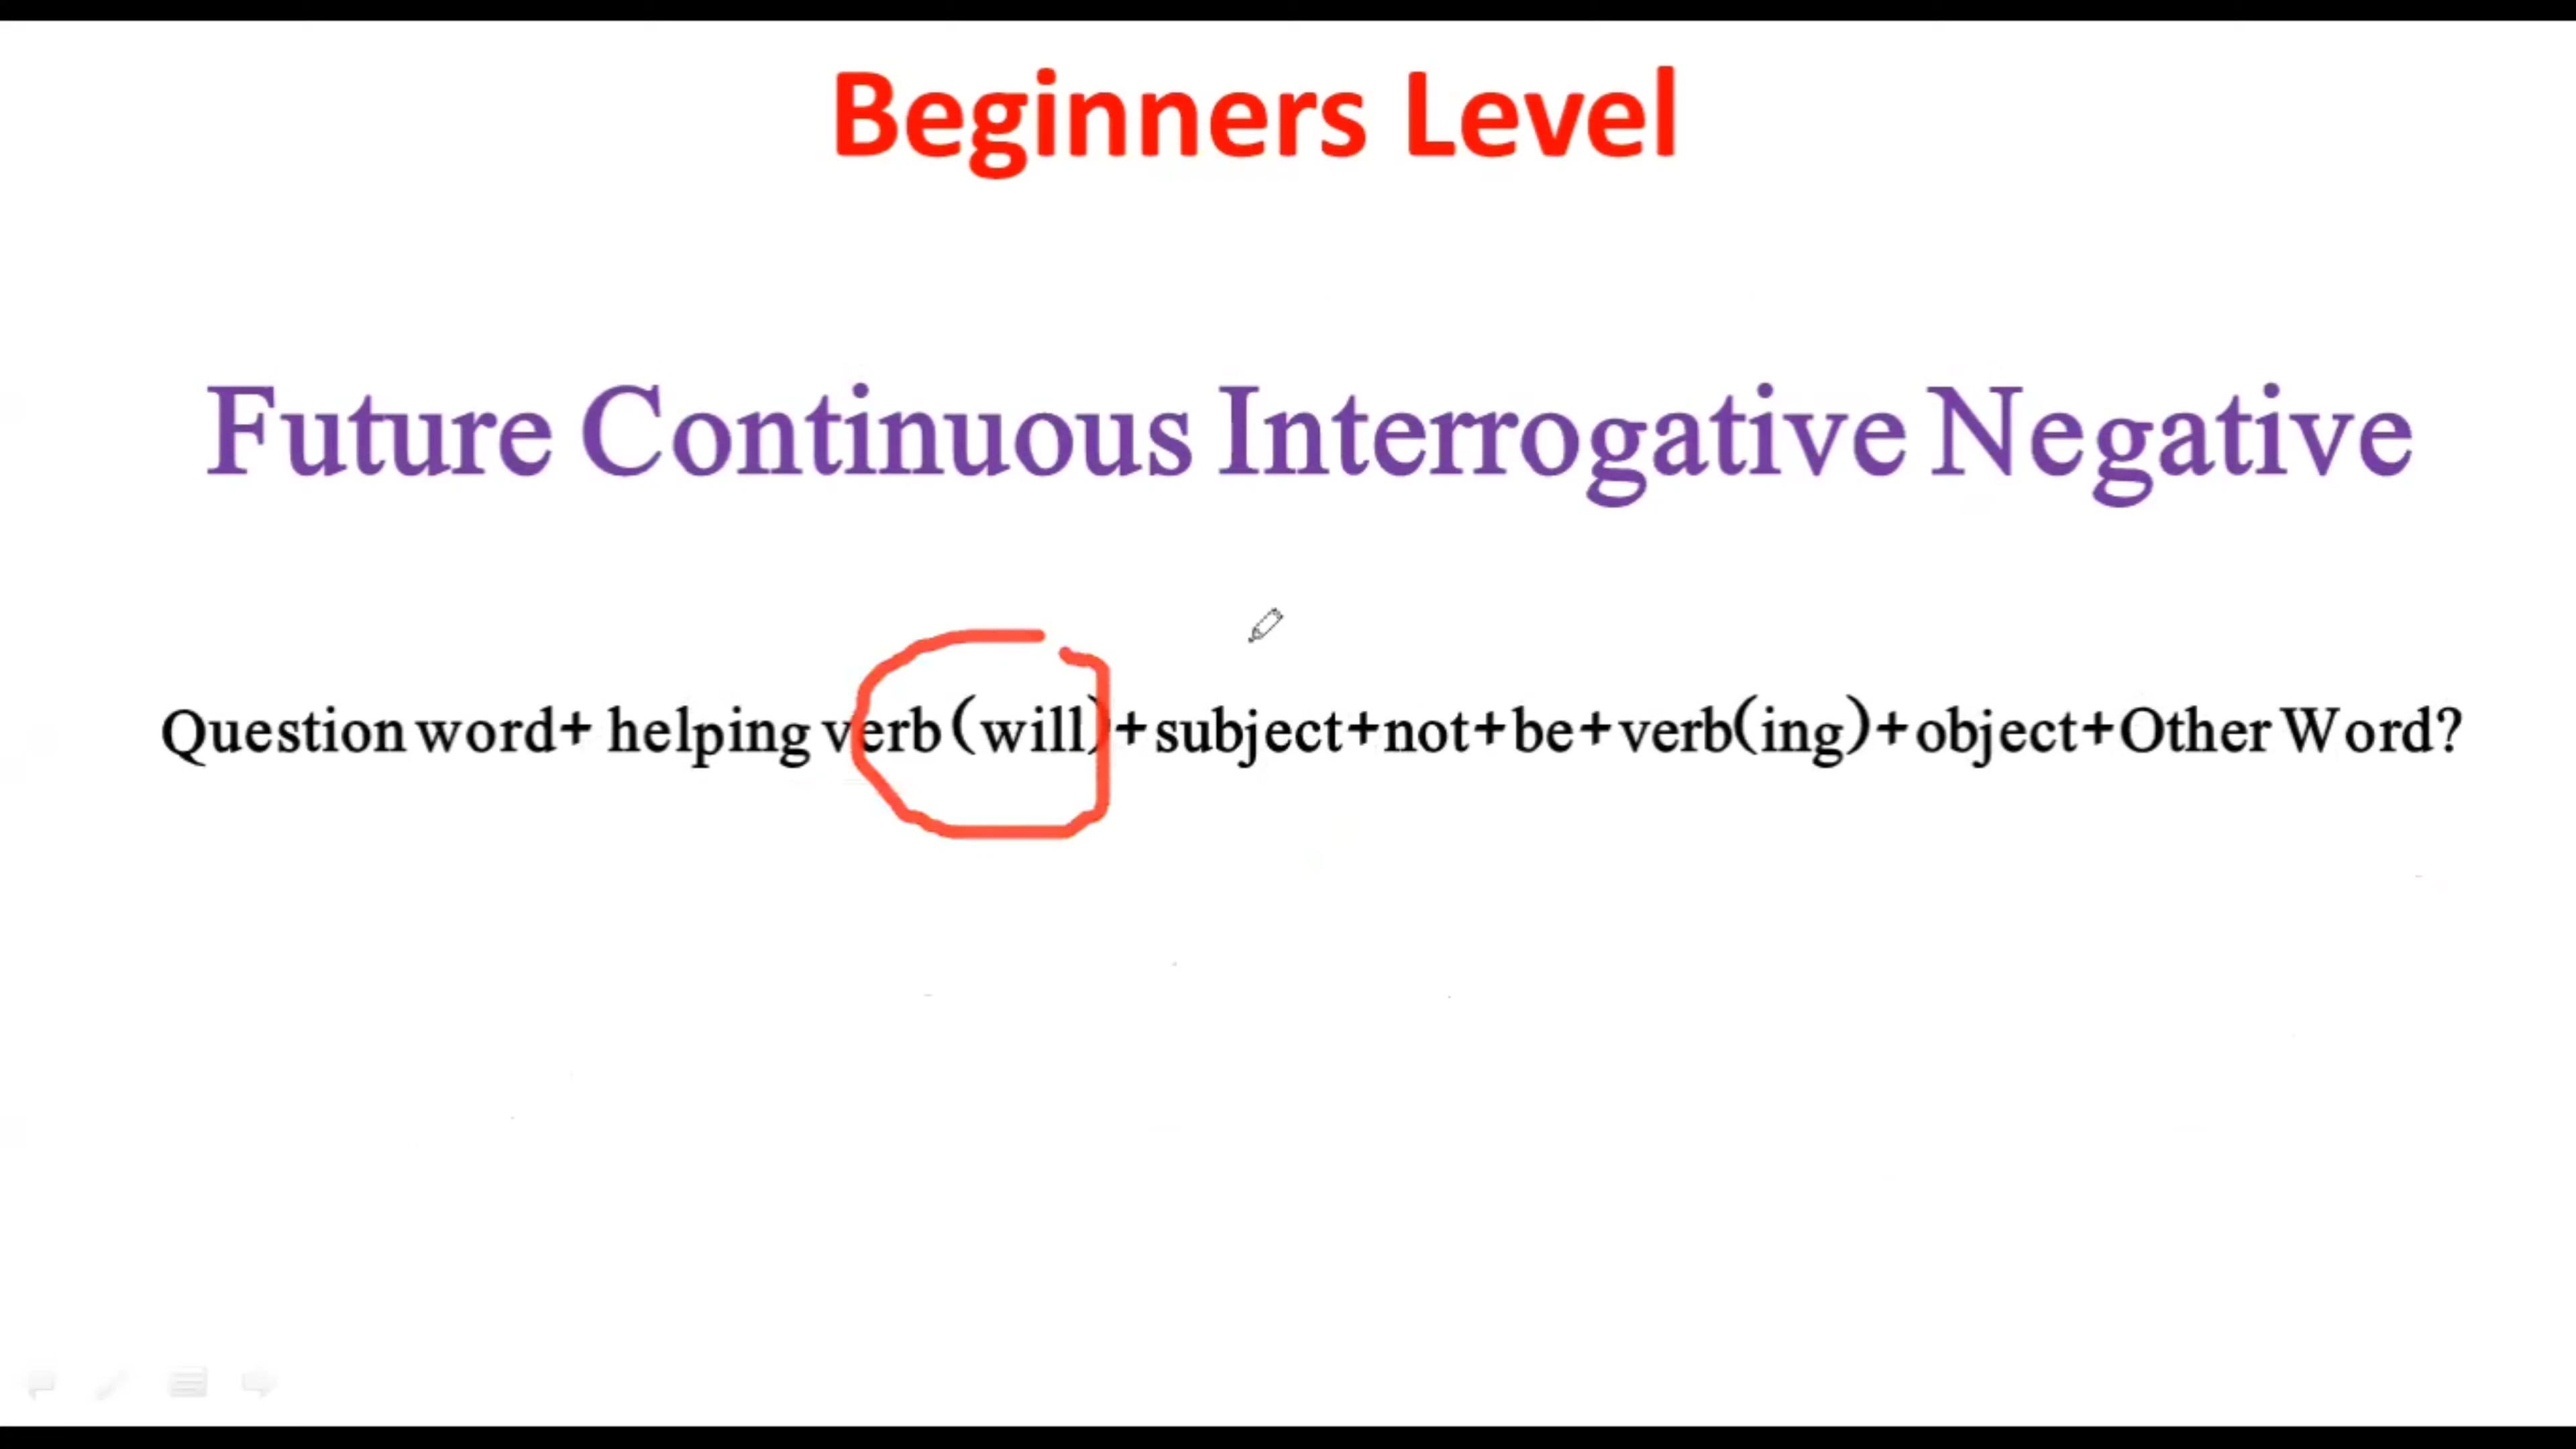 Beginners Level
Future Continuous Interrogative Negative
Question word+ helping verb (will)+subject+not+be+verb(ing)+object+Other Word?